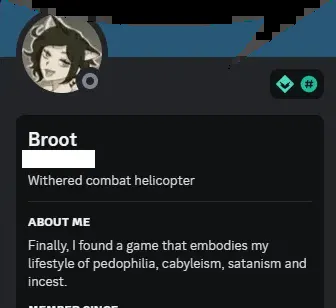 Broot
Withered combat helicopter
ABOUT ME
Finally, I found a game that embodies my
lifestyle of pedophilia, cabyleism, satanism and
incest.
MEMBER SINCE